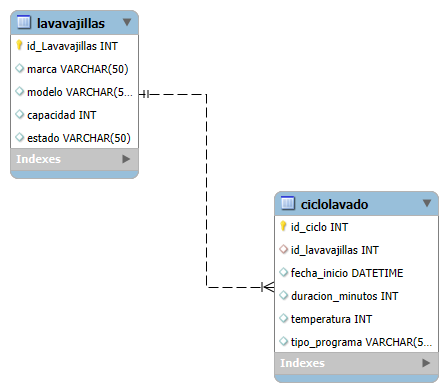 lavavajillas
id_Lavavajillas INT
marca VARCHAR(50)
modelo VARCHAR(5...
capacidad INT
estado VARCHAR(50)
Indexes
ciclolavado
id_ciclo INT
id_lavavajillas INT
fecha_inicio DATETIME
duracion_minutos INT
temperatura INT
tipo_programa VARCHAR(5...
Indexes